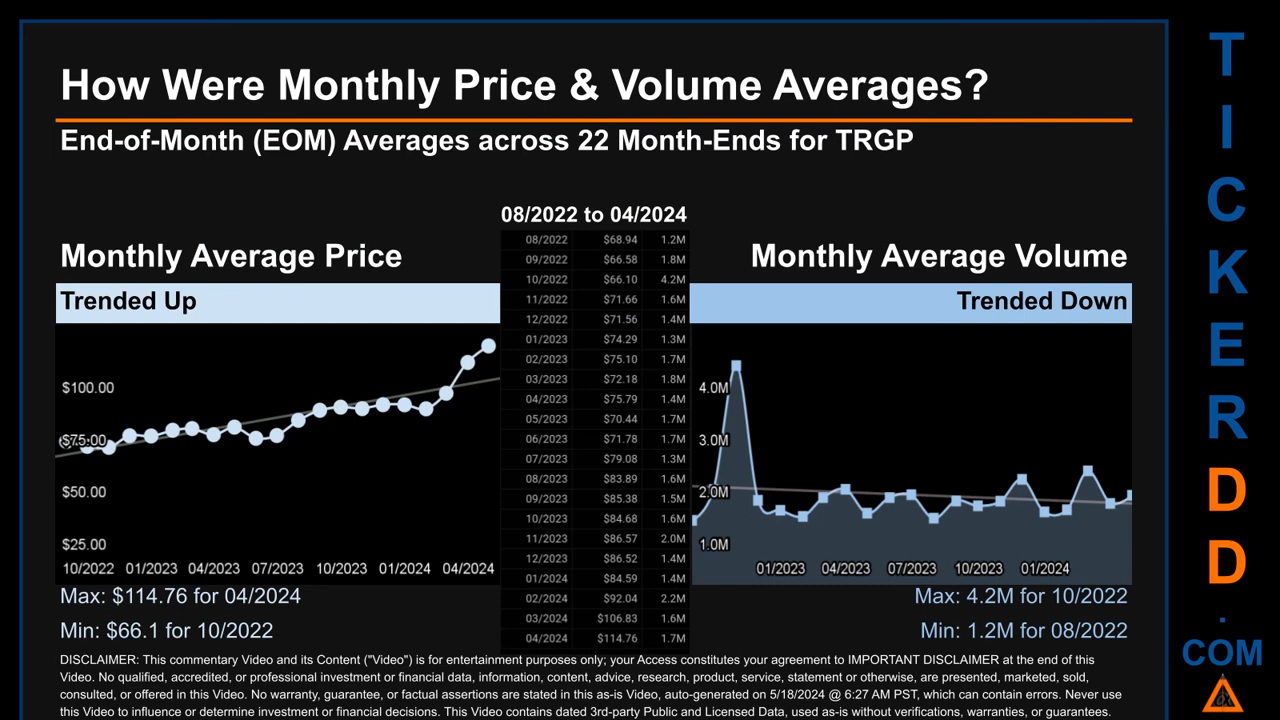 How Were Monthly Price & Volume Averages?
End-of-Month (EOM) Averages across 22 Month-Ends for TRGP
08/2022 to 04/2024
Monthly Average Price
Trended Up
$100.00
$75.00
$50.00
$25.00
10/2022 01/2023 04/2023 07/2023 10/2023 01/2024 04/2024
Max: $114.76 for 04/2024
Min: $66.1 for 10/2022
08/2022 $68.94 1.2M
09/2022 $66.58 1.8M
10/2022 $66.10 4.2M
11/2022 $71.66 1.6M
12/2022 $71.56 1.4M
01/2023 $74.29 1.3M
02/2023 $75.10 1.7M
03/2023 $72.18 1.8M
04/2023 $75.79 1.4M
05/2023 $70.44 1.7M
06/2023 $71.78 1.7M
07/2023 $79.08 1.3M
08/2023 $83.89 1.6M
09/2023 $85.38 1.5M
10/2023 $84.68 1.6M
11/2023 $86.57 2.0M
12/2023 $86.52 1.4M
01/2024 $84.59 1.4M
02/2024 $92.04 2.2M
03/2024 $106.83 1.6M
04/2024 $114.76 1.7M
Monthly Average Volume
Trended Down
4.0M
3.0M
2.0M
1.0M
01/2023 04/2023 07/2023 10/2023 01/2024
Max: 4.2M for 10/2022
Min: 1.2M for 08/2022
DISCLAIMER: This commentary Video and its Content ("Video") is for entertainment purposes only; your Access constitutes your agreement to IMPORTANT DISCLAIMER at the end of this
Video. No qualified, accredited, or professional investment or financial data, information, content, advice, research, product, service, statement or otherwise, are presented, marketed, sold,
consulted, or offered in this Video. No warranty, guarantee, or factual assertions are stated in this as-is Video, auto-generated on 5/18/2024 @ 6:27 AM PST, which can contain errors. Never use
this Video to influence or determine investment or financial decisions. This Video contains dated 3rd-party Public and Licensed Data, used as-is without verifications, warranties, or guarantees.
T
I
C
K
E
R
D
D
.
COM